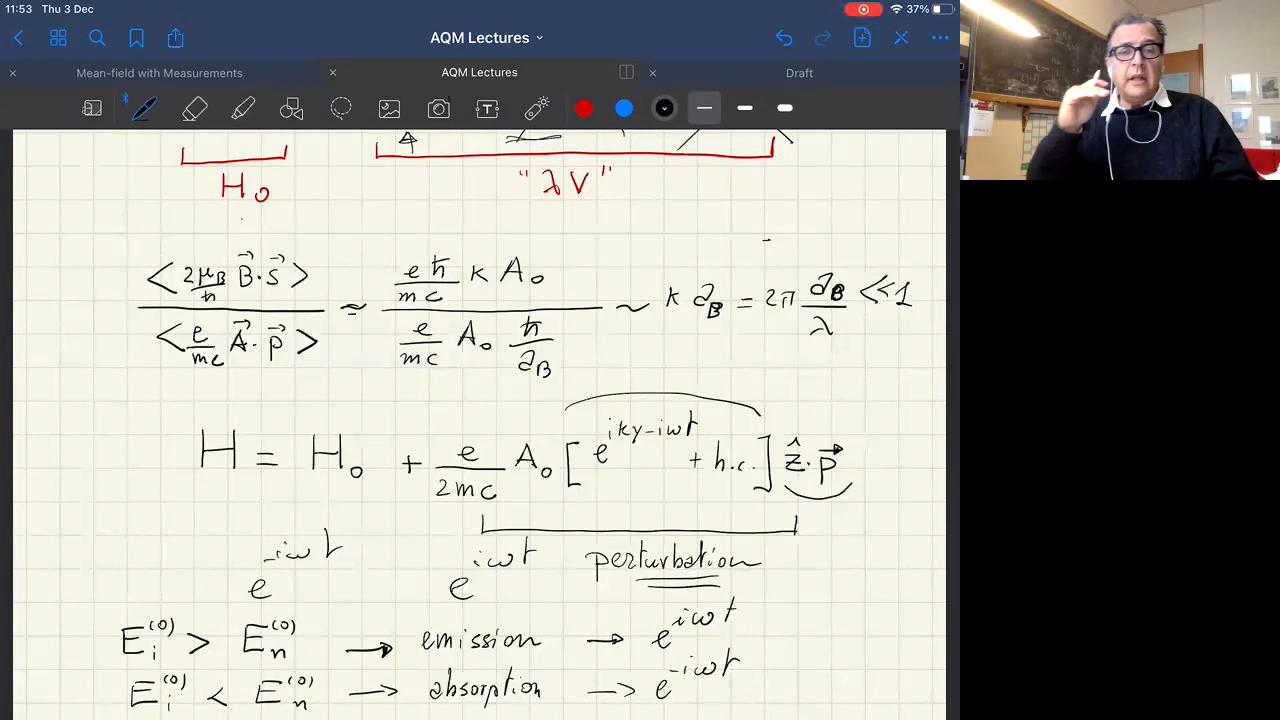 11:53 Thu 3 Dec 37%
AQM Lectures
Mean-field with Measurements AQM Lectures Draft
H₀ "λV"
<2μ_B/ħ B⃗·s⃗> / <e/mc A⃗·p⃗> ≈ (eħ/mc k A₀) / (e/mc A₀ ħ/a_B) ~ k a_B = 2π a_B/λ <<1
H = H₀ + e/2mc A₀ [e^{iky-iωt} + h.c.] ẑ·p⃗
e^{-iωt} e^{iωt} perturbation
E_i^{(0)} > E_n^{(0)} → emission → e^{iωt}
E_i^{(0)} < E_n^{(0)} → absorption → e^{-iωt}